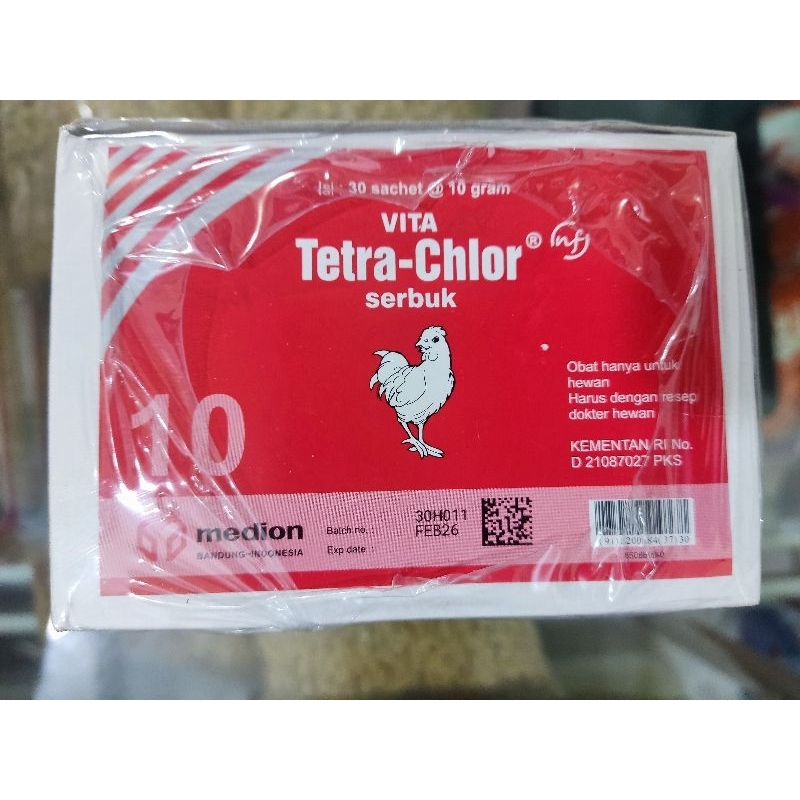 Isi : 30 sachet @ 10 gram
VITA
Tetra-Chlor® nf
serbuk
Obat hanya untuk
hewan
Harus dengan resep
dokter hewan
10
KEMENTAN RI No.
D 21087027 PKS
medion
BANDUNG-INDONESIA
Batch no. : 30H011
Exp date FEB26